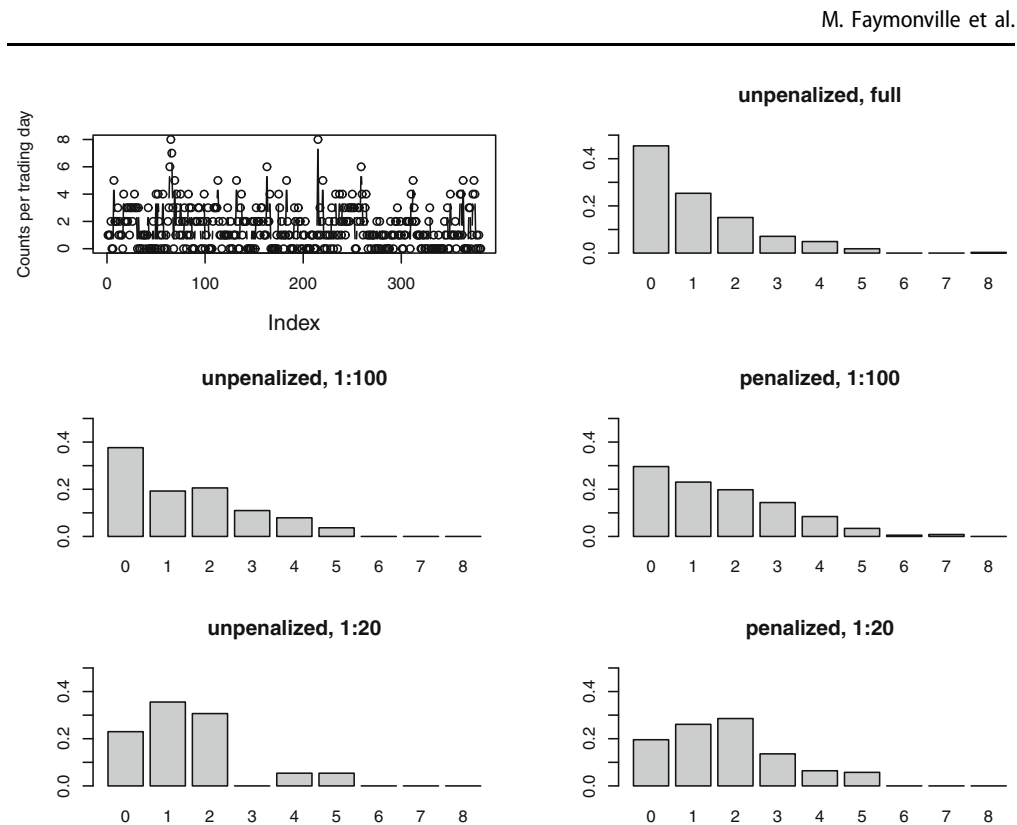 M. Faymonville et al.
Counts per trading day
8
6
4
2
0
0 100 200 300
Index
unpenalized, full
0.4
0.2
0.0
0 1 2 3 4 5 6 7 8
unpenalized, 1:100
0.4
0.2
0.0
0 1 2 3 4 5 6 7 8
penalized, 1:100
0.4
0.2
0.0
0 1 2 3 4 5 6 7 8
unpenalized, 1:20
0.4
0.2
0.0
0 1 2 3 4 5 6 7 8
penalized, 1:20
0.4
0.2
0.0
0 1 2 3 4 5 6 7 8